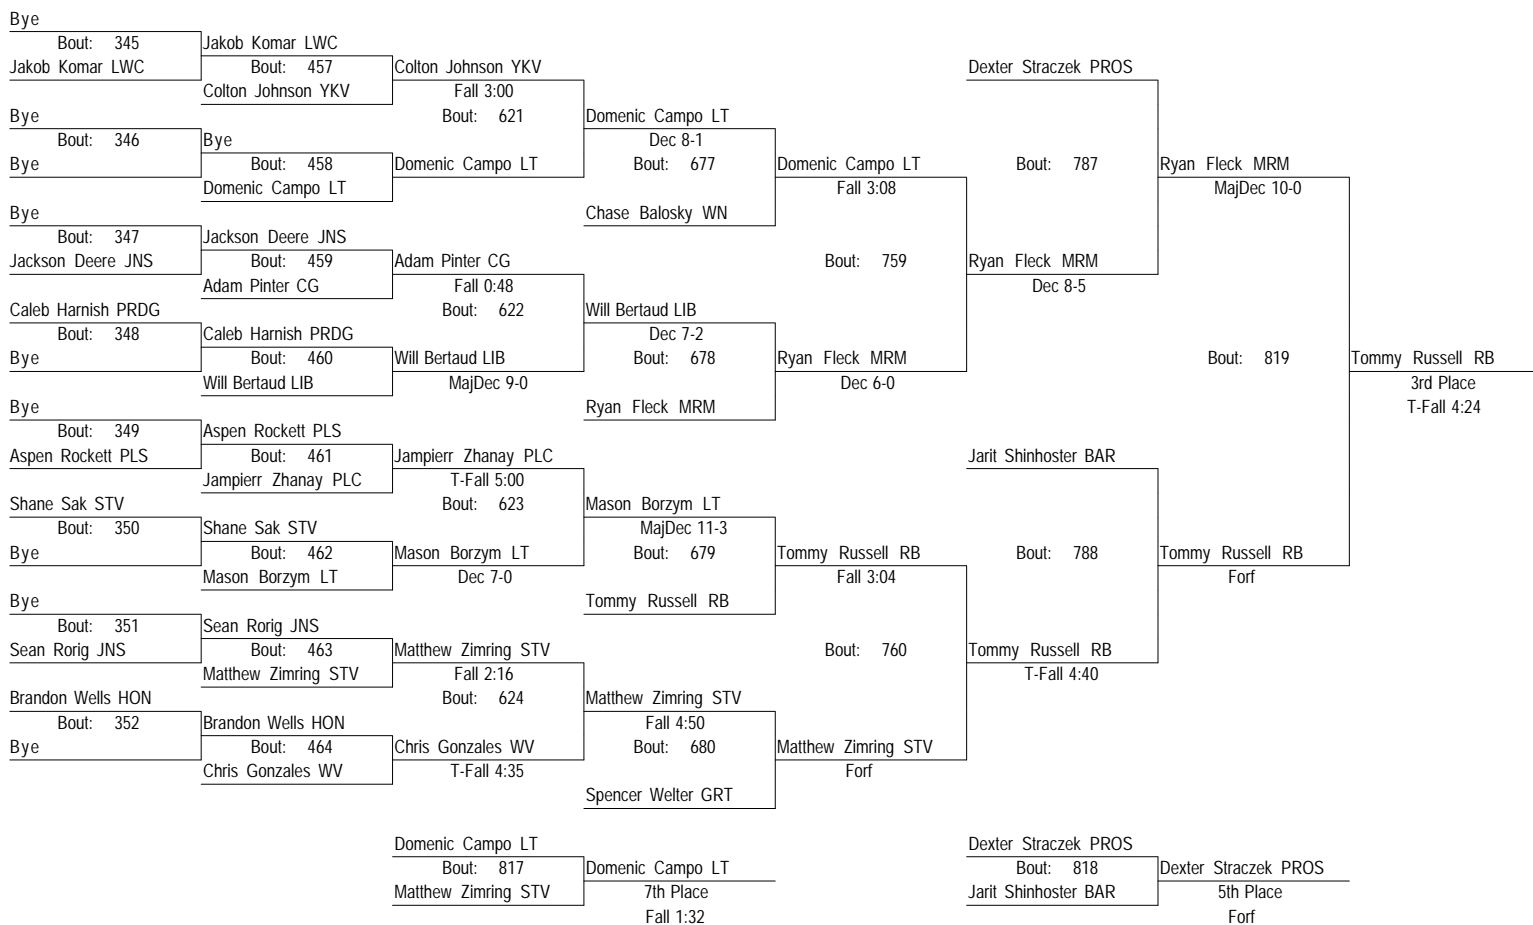 Bye
Bout: 345
Jakob Komar LWC
Jakob Komar LWC
Bout: 457
Colton Johnson YKV
Colton Johnson YKV
Fall 3:00
Bout: 621
Bye
Bout: 346
Bye
Bye
Bout: 458
Domenic Campo LT
Domenic Campo LT
Domenic Campo LT
Dec 8-1
Bout: 677
Chase Balosky WN
Domenic Campo LT
Fall 3:08
Bye
Bout: 347
Jackson Deere JNS
Jackson Deere JNS
Bout: 459
Adam Pinter CG
Adam Pinter CG
Fall 0:48
Bout: 622
Caleb Harnish PRDG
Bout: 348
Bye
Caleb Harnish PRDG
Bout: 460
Will Bertaud LIB
Will Bertaud LIB
MajDec 9-0
Will Bertaud LIB
Dec 7-2
Bout: 678
Ryan Fleck MRM
Ryan Fleck MRM
Dec 6-0
Bout: 759
Ryan Fleck MRM
Dec 8-5
Dexter Straczek PROS
Bout: 787
Ryan Fleck MRM
MajDec 10-0
Bye
Bout: 349
Aspen Rockett PLS
Aspen Rockett PLS
Bout: 461
Jampierr Zhanay PLC
Jampierr Zhanay PLC
T-Fall 5:00
Bout: 623
Shane Sak STV
Bout: 350
Bye
Shane Sak STV
Bout: 462
Mason Borzym LT
Mason Borzym LT
Dec 7-0
Mason Borzym LT
MajDec 11-3
Bout: 679
Tommy Russell RB
Tommy Russell RB
Fall 3:04
Bye
Bout: 351
Sean Rorig JNS
Sean Rorig JNS
Bout: 463
Matthew Zimring STV
Matthew Zimring STV
Fall 2:16
Bout: 624
Brandon Wells HON
Bout: 352
Bye
Brandon Wells HON
Bout: 464
Chris Gonzales WV
Chris Gonzales WV
T-Fall 4:35
Matthew Zimring STV
Fall 4:50
Bout: 680
Spencer Welter GRT
Matthew Zimring STV
Forf
Bout: 760
Tommy Russell RB
T-Fall 4:40
Jarit Shinhoster BAR
Bout: 788
Tommy Russell RB
Forf
Bout: 819
Tommy Russell RB
3rd Place
T-Fall 4:24
Domenic Campo LT
Bout: 817
Matthew Zimring STV
Domenic Campo LT
7th Place
Fall 1:32
Dexter Straczek PROS
Bout: 818
Jarit Shinhoster BAR
Dexter Straczek PROS
5th Place
Forf